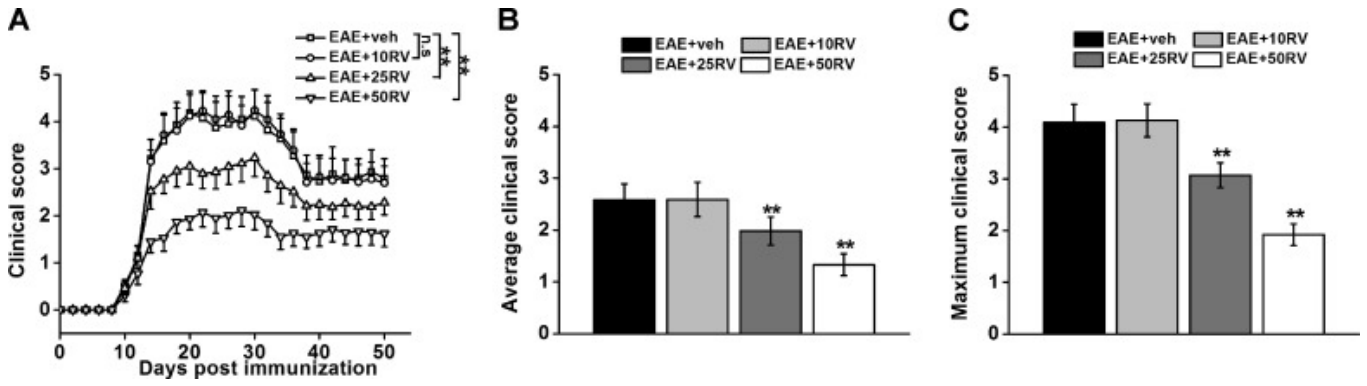 A
EAE+veh
EAE+10RV
EAE+25RV
EAE+50RV
n.s
**
**
Clinical score
5
4
3
2
1
0
0 10 20 30 40 50
Days post immunization
B
EAE+veh EAE+10RV
EAE+25RV EAE+50RV
Average clinical score
5
4
3
2
1
0
**
**
C
EAE+veh EAE+10RV
EAE+25RV EAE+50RV
Maximum clinical score
5
4
3
2
1
0
**
**